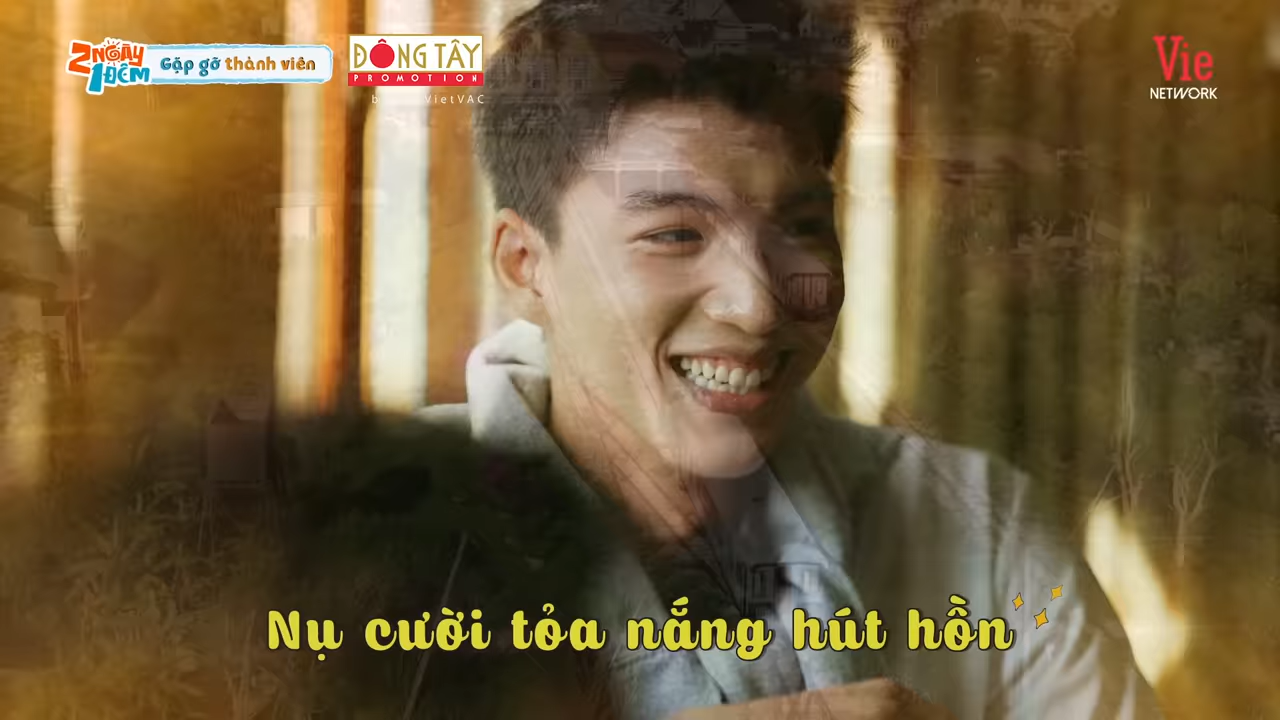 2 NGÀY 1 ĐÊM
Gặp gỡ thành viên
ĐÔNG TÂY
PROMOTION
VietVAC
Vie
NETWORK
Nụ cười tỏa nắng hút hồn